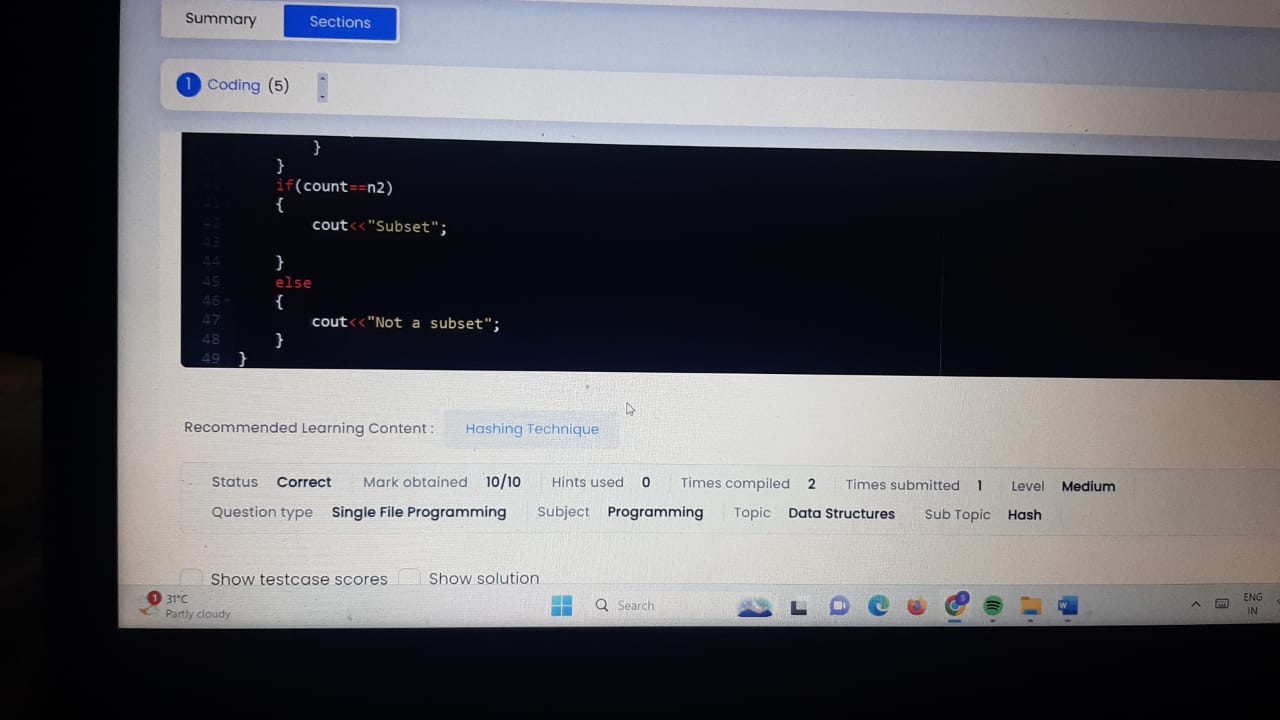 Summary Sections
1 Coding (5)
}
}
if(count==n2)
41 {
42 cout<<"Subset";
43
44 }
45 else
46 {
47 cout<<"Not a subset";
48 }
49 }
Recommended Learning Content : Hashing Technique
Status Correct Mark obtained 10/10 Hints used 0 Times compiled 2 Times submitted 1 Level Medium
Question type Single File Programming Subject Programming Topic Data Structures Sub Topic Hash
Show testcase scores Show solution
1 31°C
Partly cloudy
Search
5
W
ENG
IN